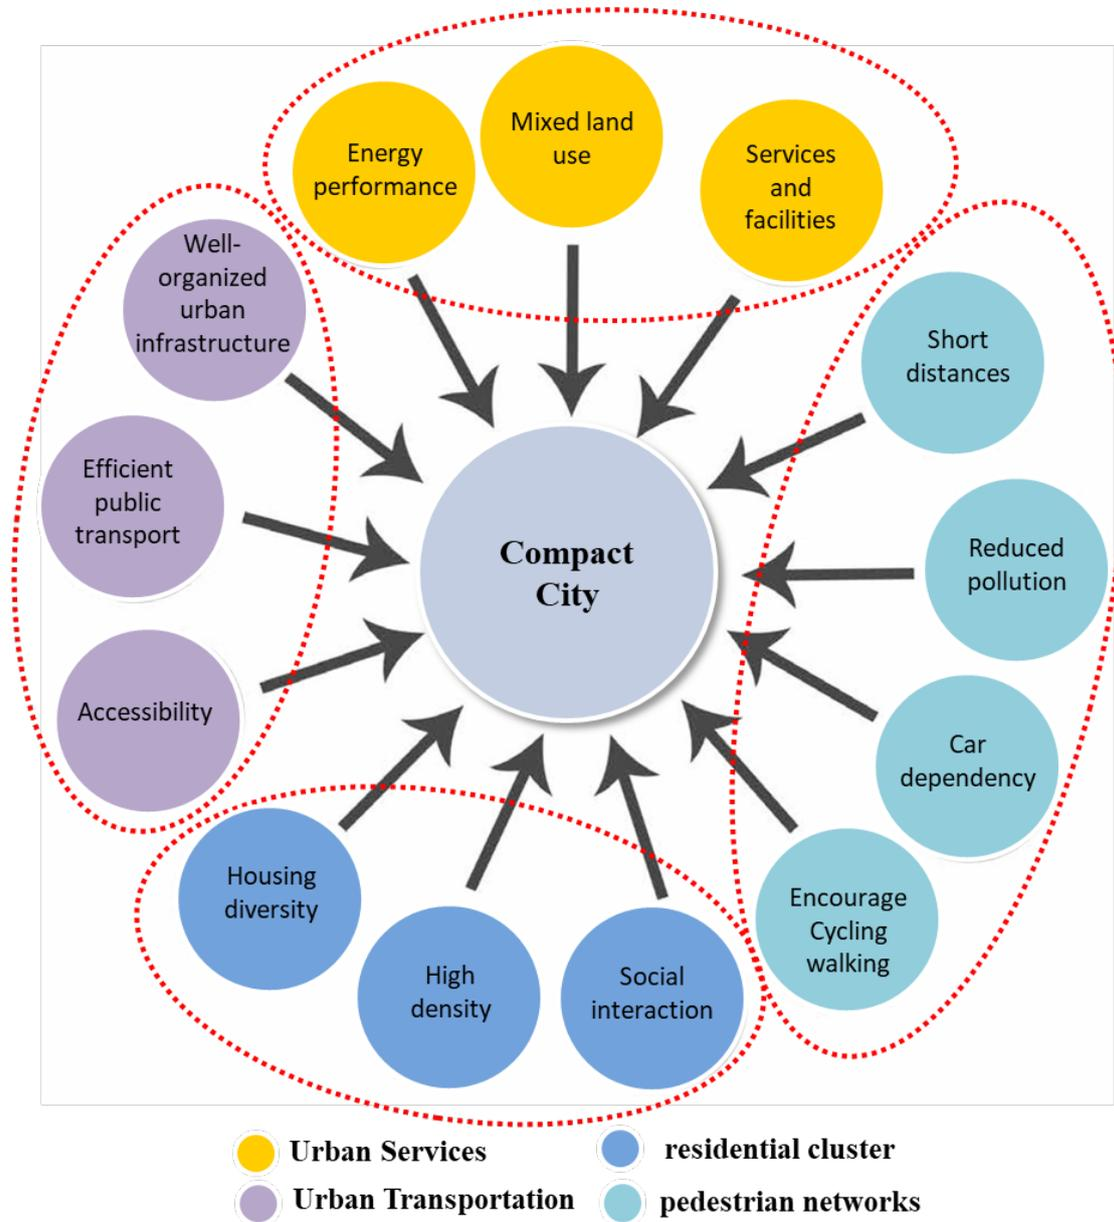 Mixed land
use
Energy
performance
Services
and
facilities
Well-
organized
urban
infrastructure
Short
distances
Efficient
public
transport
Compact
City
Reduced
pollution
Accessibility
Car
dependency
Housing
diversity
Encourage
Cycling
walking
High
density
Social
interaction
Urban Services
residential cluster
Urban Transportation
pedestrian networks